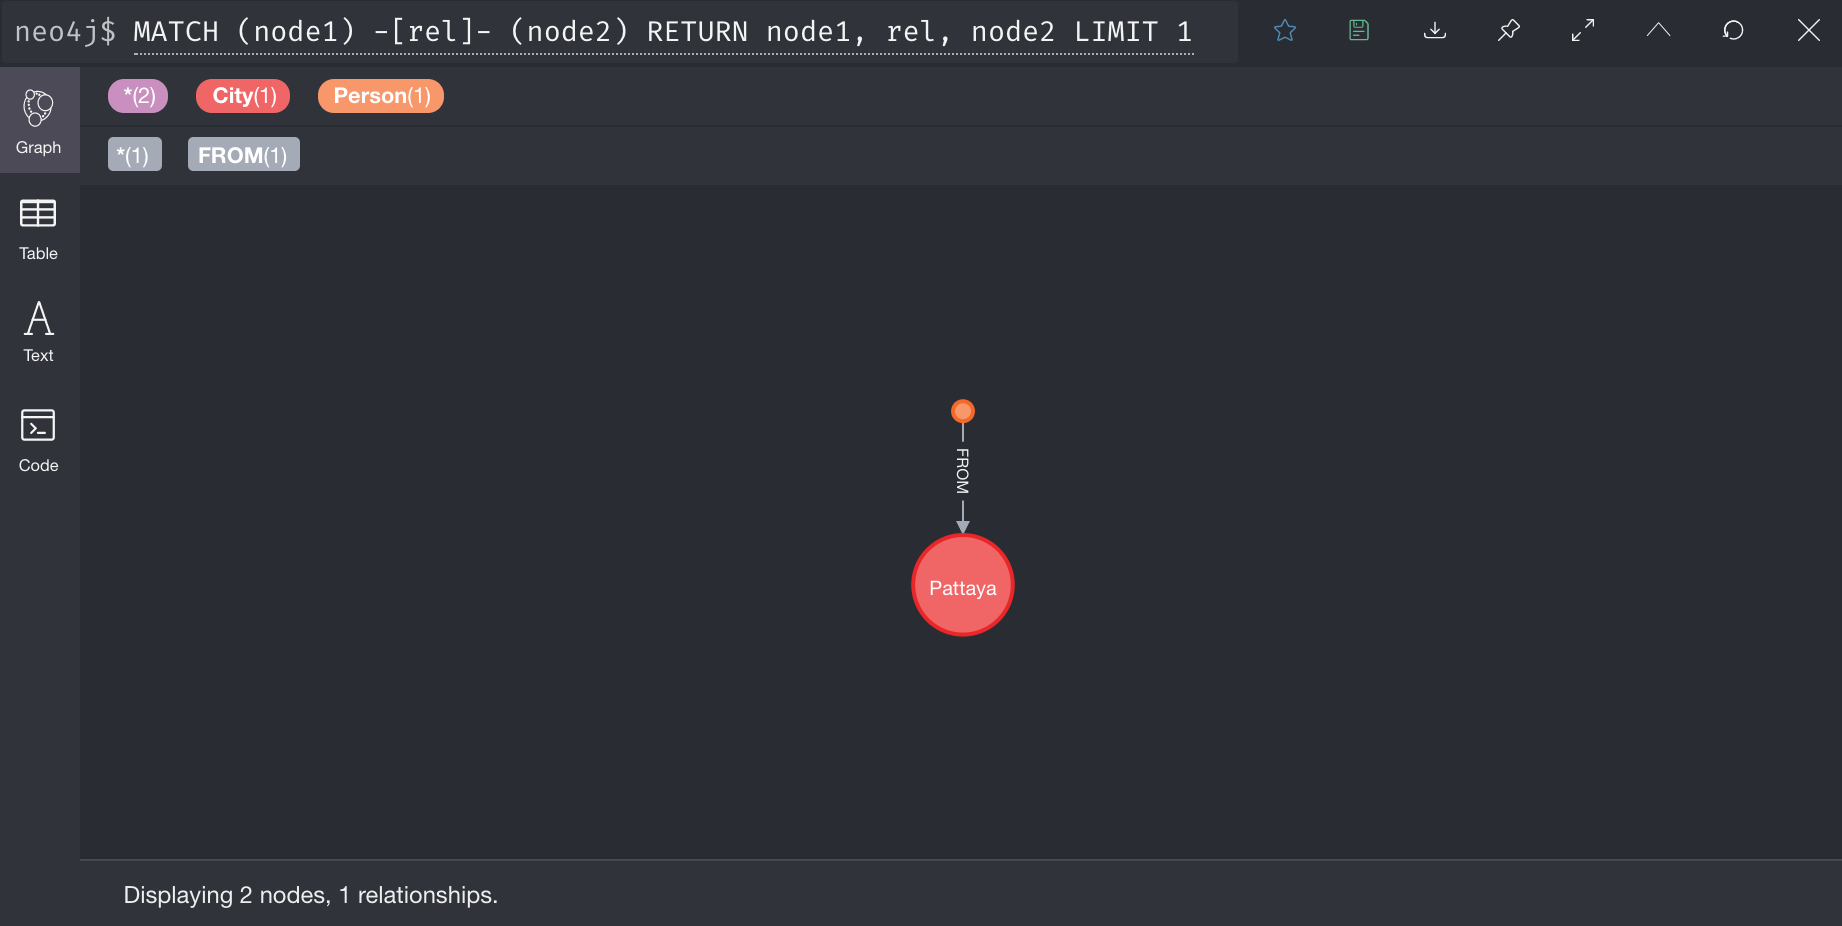 neo4j$ MATCH (node1) -[rel]- (node2) RETURN node1, rel, node2 LIMIT 1
*(2) City(1) Person(1)
*(1) FROM(1)
Graph
Table
A
Text
Code
FROM
Pattaya
Displaying 2 nodes, 1 relationships.